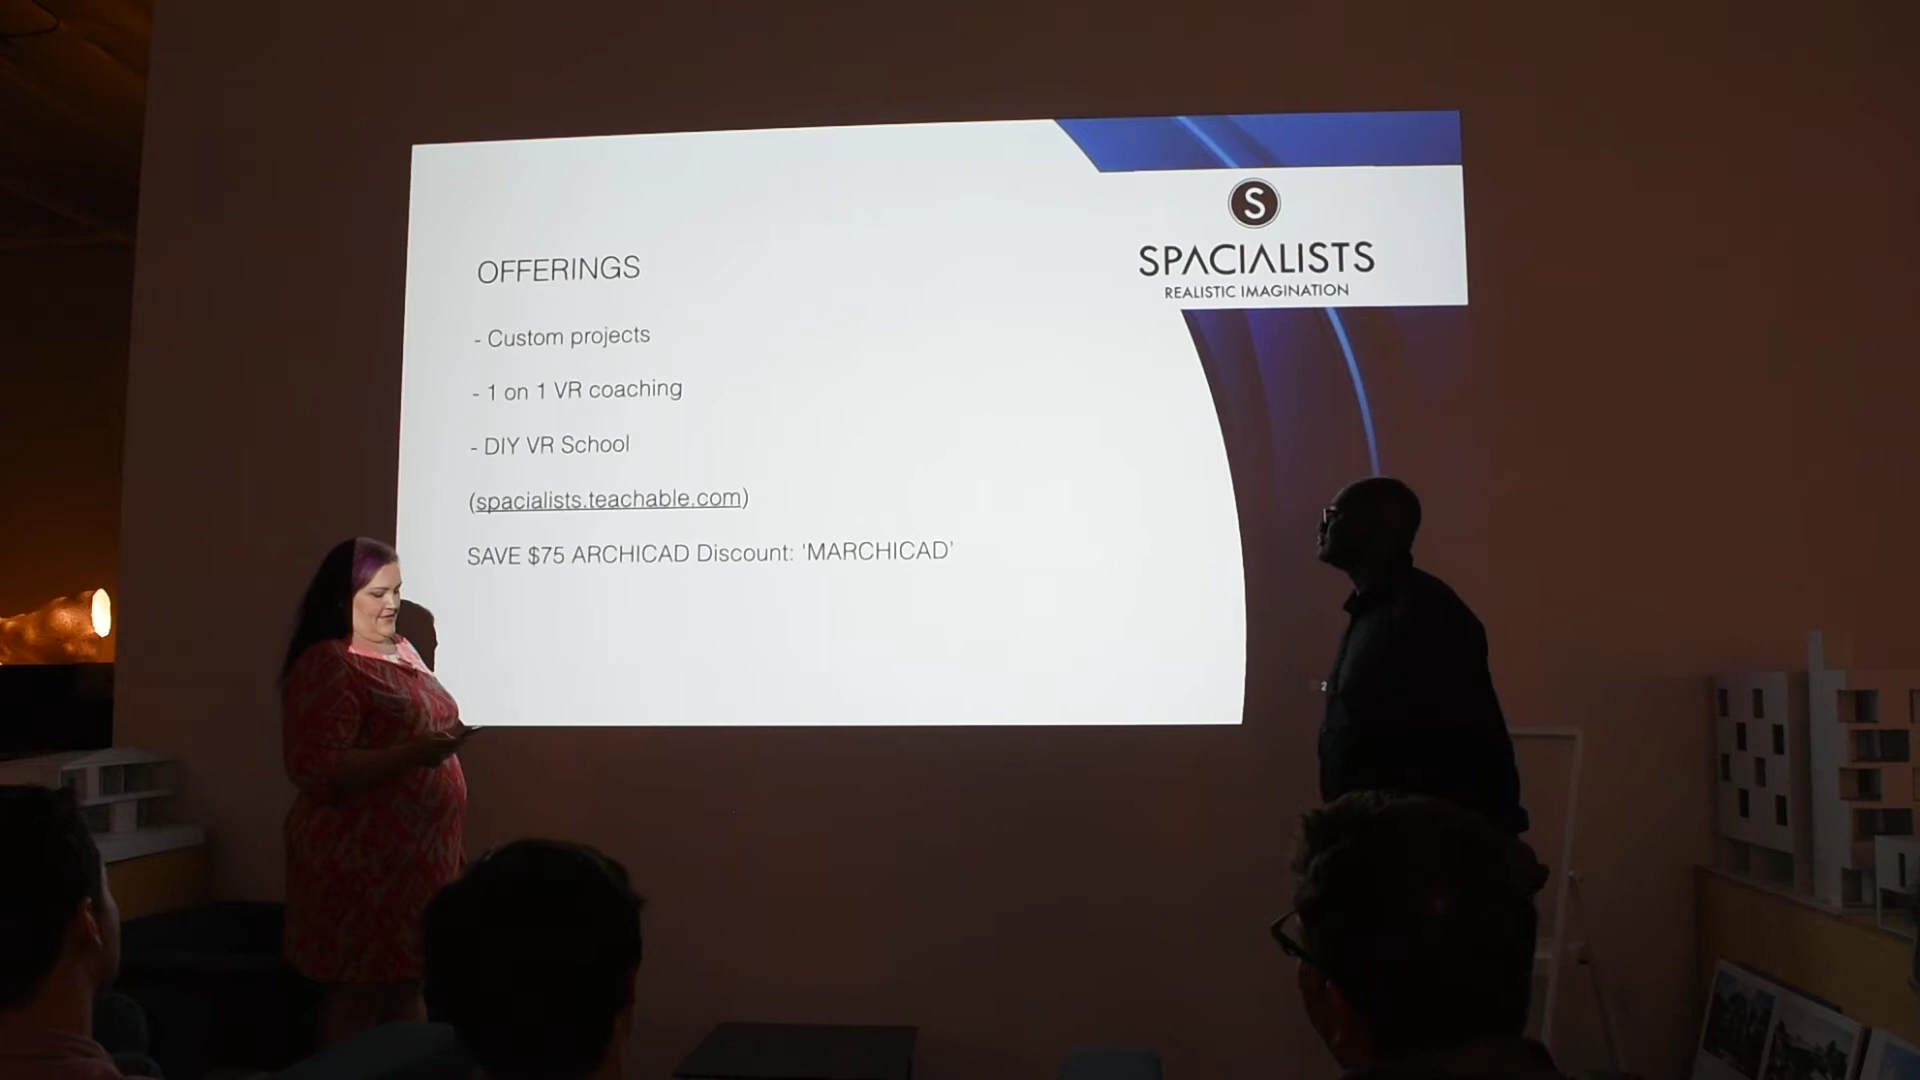 S
SPACIALISTS
REALISTIC IMAGINATION
OFFERINGS
- Custom projects
- 1 on 1 VR coaching
- DIY VR School
(spacialists.teachable.com)
SAVE $75 ARCHICAD Discount: 'MARCHICAD'
2